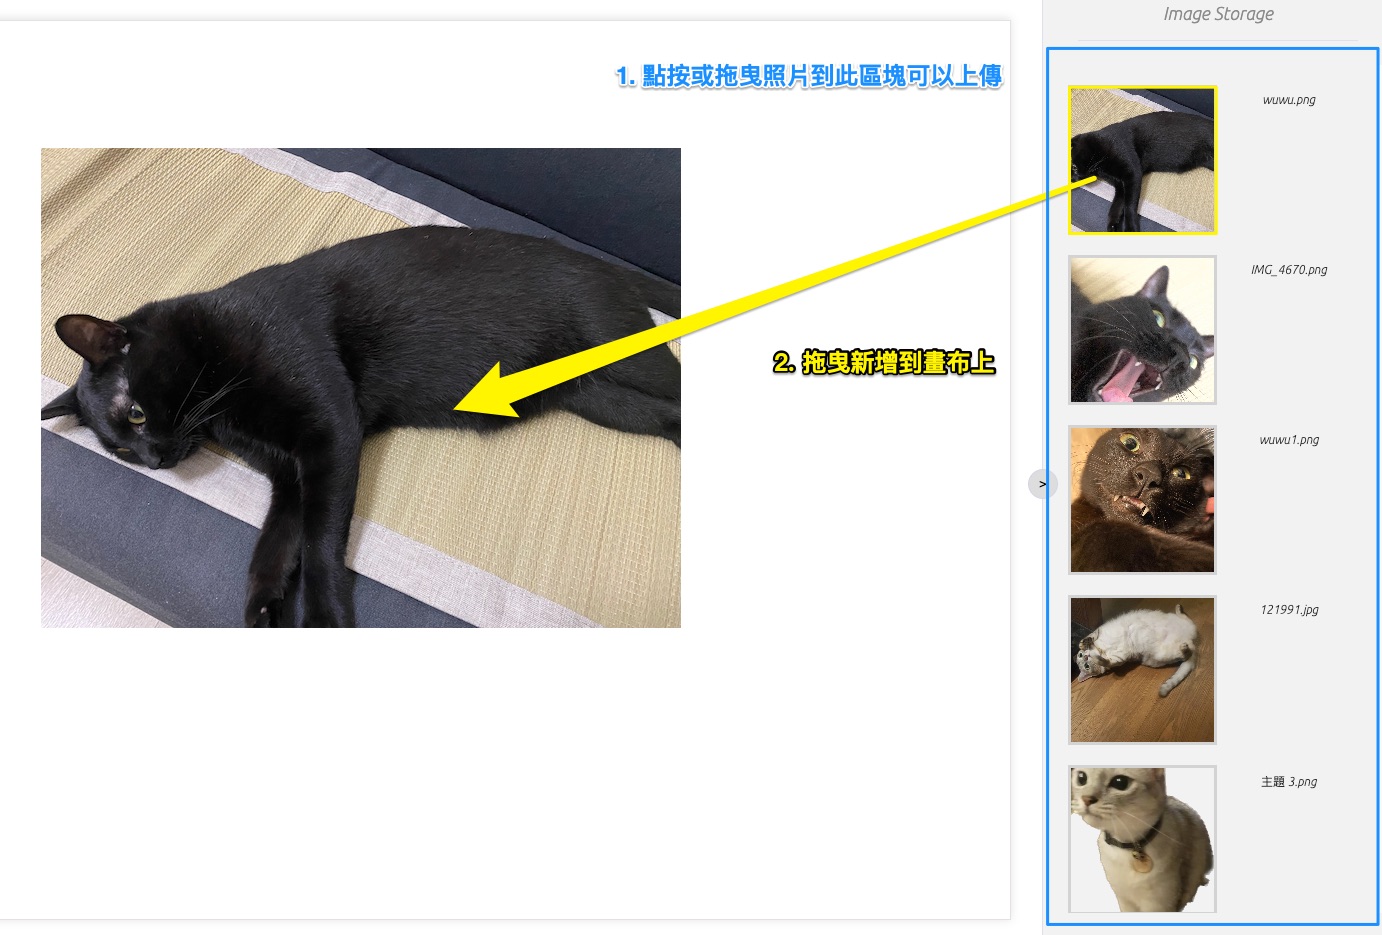 Image Storage
1. 點按或拖曳照片到此區塊可以上傳
wuwu.png
IMG_4670.png
2. 拖曳新增到畫布上
wuwu1.png
>
121991.jpg
主題 3.png